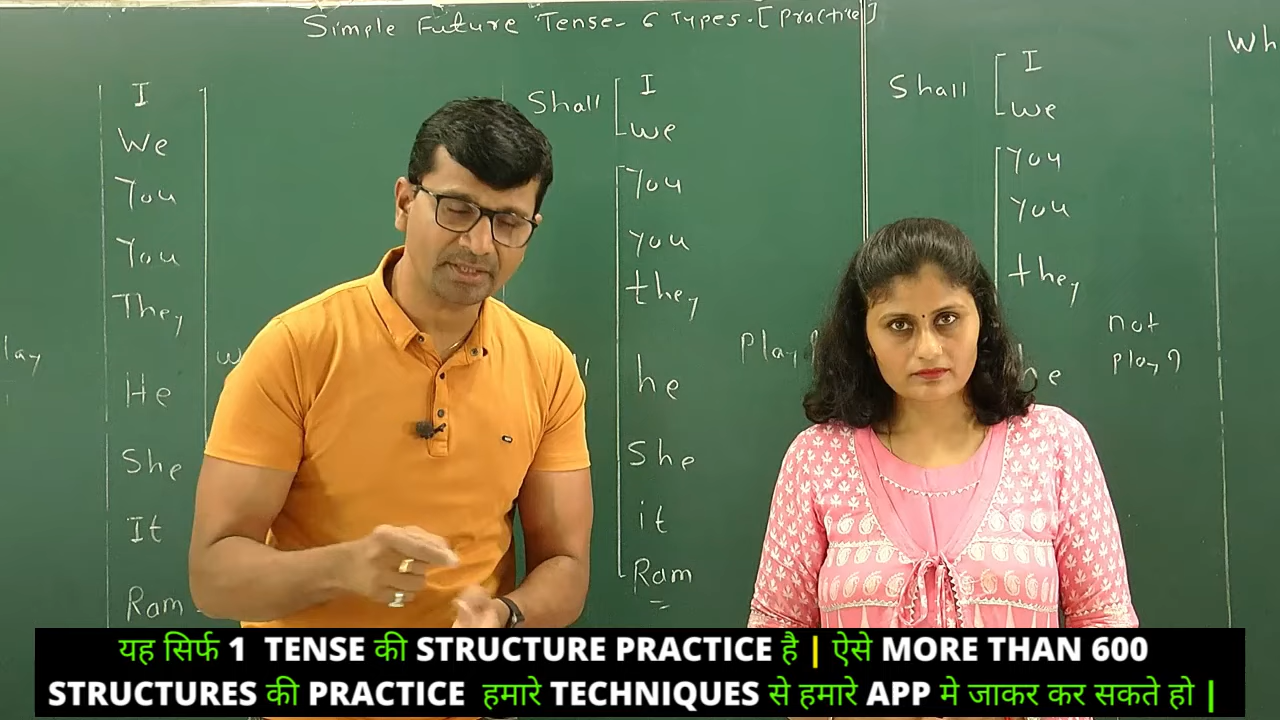 Simple Future Tense- 6 Types. [Practice]
I
We
You
You
They
He
She
It
Ram
Shall
I
we
You
you
they
he
she
it
Ram
Play?
Shall
I
we
you
you
they
he
not
play?
यह सिर्फ 1 TENSE की STRUCTURE PRACTICE है | ऐसे MORE THAN 600
STRUCTURES की PRACTICE हमारे TECHNIQUES से हमारे APP मे जाकर कर सकते हो |